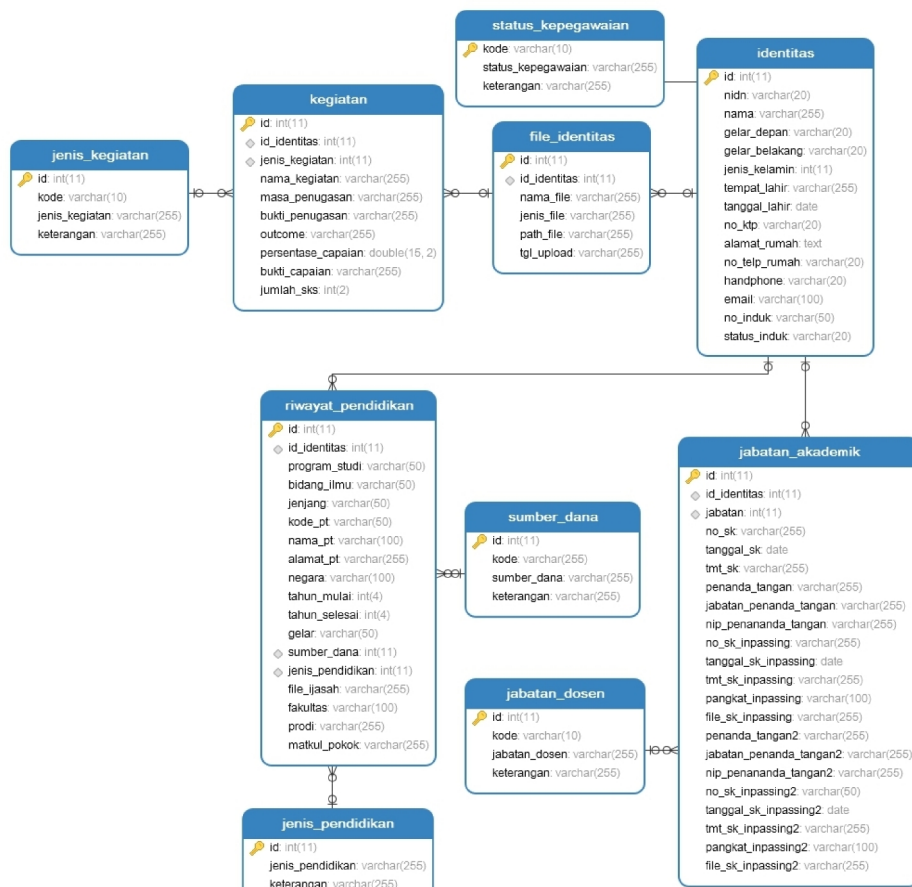 status_kepegawaian
kode: varchar(10)
status_kepegawaian: varchar(255)
keterangan: varchar(255)
identitas
id: int(11)
nidn: varchar(20)
nama: varchar(255)
gelar_depan: varchar(20)
gelar_belakang: varchar(20)
jenis_kelamin: int(11)
tempat_lahir: varchar(255)
tanggal_lahir: date
no_ktp: varchar(20)
alamat_rumah: text
no_telp_rumah: varchar(20)
handphone: varchar(20)
email: varchar(100)
no_induk: varchar(50)
status_induk: varchar(20)
kegiatan
id: int(11)
id_identitas: int(11)
jenis_kegiatan: int(11)
nama_kegiatan: varchar(255)
masa_penugasan: varchar(255)
bukti_penugasan: varchar(255)
outcome: varchar(255)
persentase_capaian: double(15, 2)
bukti_capaian: varchar(255)
jumlah_sks: int(2)
file_identitas
id: int(11)
id_identitas: int(11)
nama_file: varchar(255)
jenis_file: varchar(255)
path_file: varchar(255)
tgl_upload: varchar(255)
jenis_kegiatan
id: int(11)
kode: varchar(10)
jenis_kegiatan: varchar(255)
keterangan: varchar(255)
riwayat_pendidikan
id: int(11)
id_identitas: int(11)
program_studi: varchar(50)
bidang_ilmu: varchar(50)
jenjang: varchar(50)
kode_pt: varchar(50)
nama_pt: varchar(100)
alamat_pt: varchar(255)
negara: varchar(100)
tahun_mulai: int(4)
tahun_selesai: int(4)
gelar: varchar(50)
sumber_dana: int(11)
jenis_pendidikan: int(11)
file_ijasah: varchar(255)
fakultas: varchar(100)
prodi: varchar(255)
matkul_pokok: varchar(255)
sumber_dana
id: int(11)
kode: varchar(255)
sumber_dana: varchar(255)
keterangan: varchar(255)
jabatan_akademik
id: int(11)
id_identitas: int(11)
jabatan: int(11)
no_sk: varchar(255)
tanggal_sk: date
tmt_sk: varchar(255)
penanda_tangan: varchar(255)
jabatan_penanda_tangan: varchar(255)
nip_penananda_tangan: varchar(255)
no_sk_inpassing: varchar(255)
tanggal_sk_inpassing: date
tmt_sk_inpassing: varchar(255)
pangkat_inpassing: varchar(100)
file_sk_inpassing: varchar(255)
penanda_tangan2: varchar(255)
jabatan_penanda_tangan2: varchar(255)
nip_penananda_tangan2: varchar(255)
no_sk_inpassing2: varchar(50)
tanggal_sk_inpassing2: date
tmt_sk_inpassing2: varchar(255)
pangkat_inpassing2: varchar(100)
file_sk_inpassing2: varchar(255)
jabatan_dosen
id: int(11)
kode: varchar(10)
jabatan_dosen: varchar(255)
keterangan: varchar(255)
jenis_pendidikan
id: int(11)
jenis_pendidikan: varchar(255)
keterangan: varchar(255)